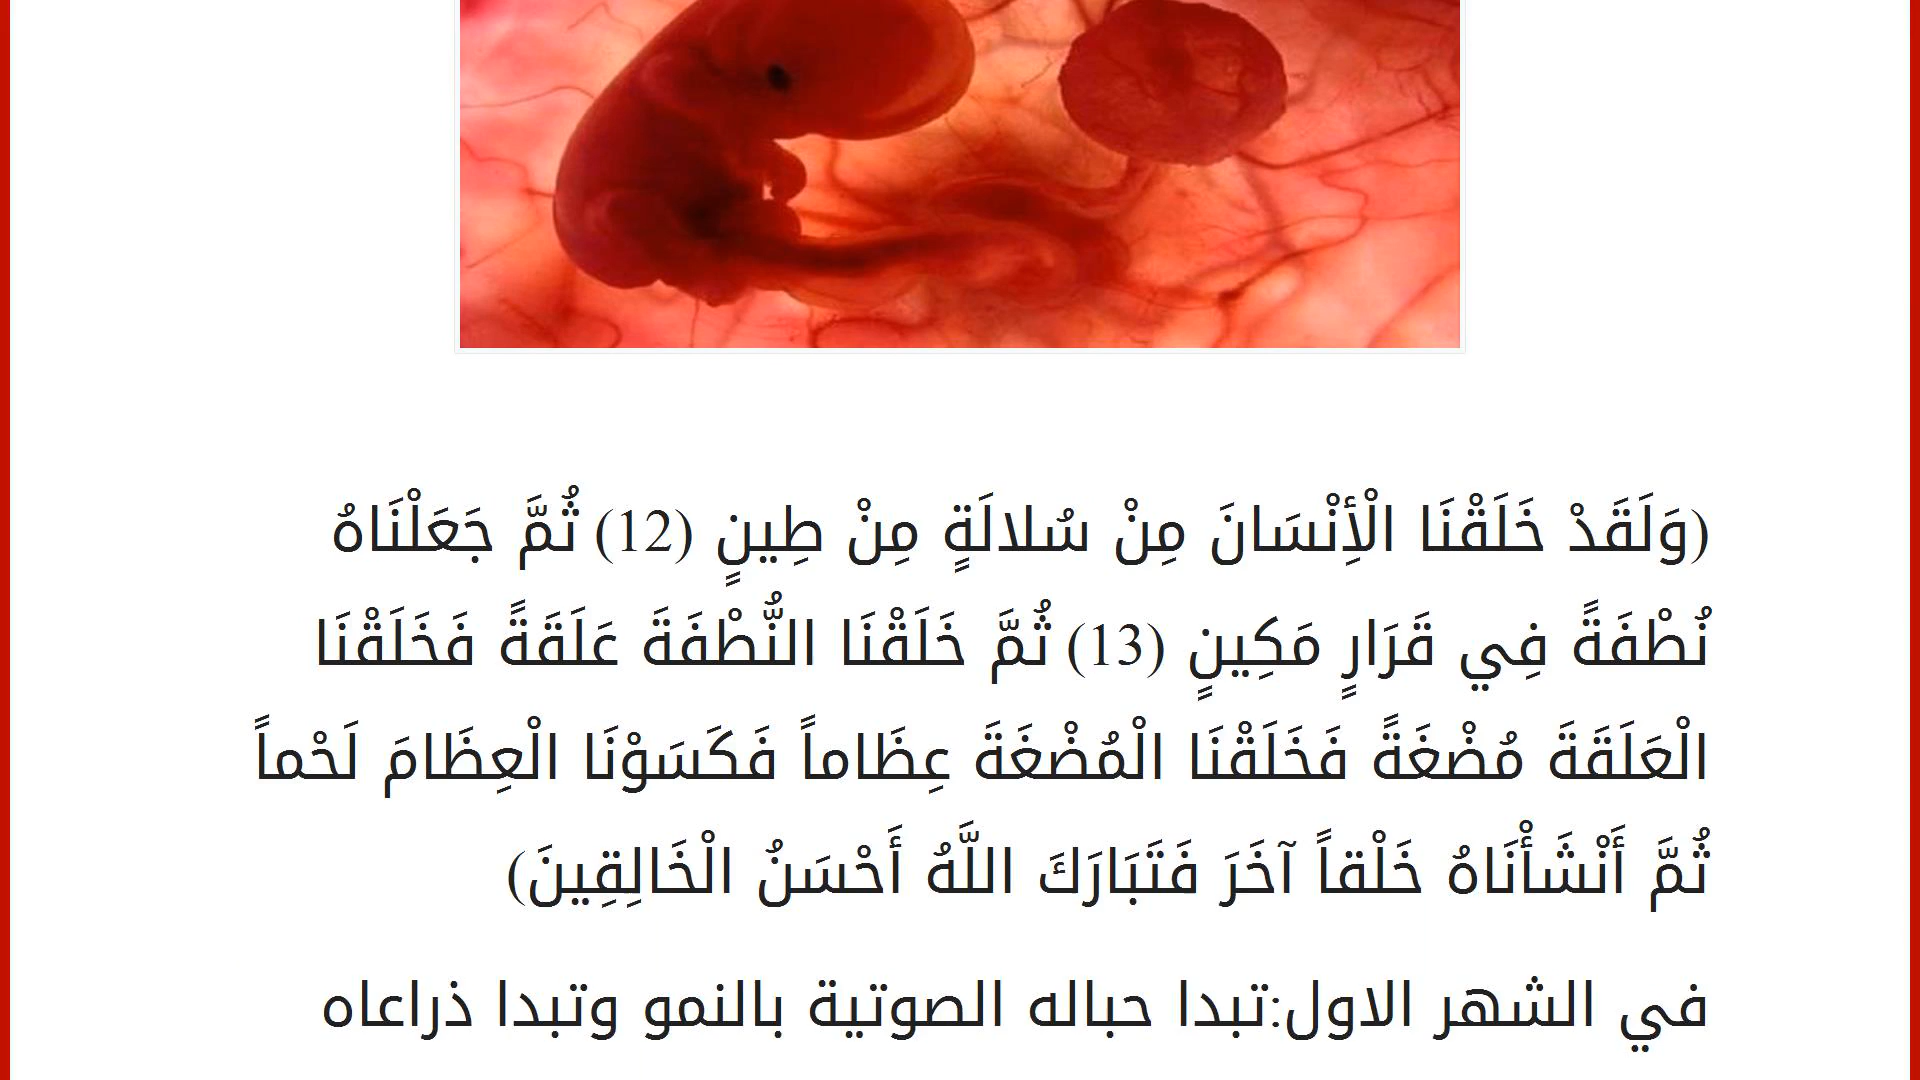 (وَلَقَدْ خَلَقْنَا الْأِنْسَانَ مِنْ سُلالَةٍ مِنْ طِينٍ (12) ثُمَّ جَعَلْنَاهُ
نُطْفَةً فِي قَرَارٍ مَكِينٍ (13) ثُمَّ خَلَقْنَا النُّطْفَةَ عَلَقَةً فَخَلَقْنَا
الْعَلَقَةَ مُضْغَةً فَخَلَقْنَا الْمُضْغَةَ عِظَاماً فَكَسَوْنَا الْعِظَامَ لَحْماً
ثُمَّ أَنْشَأْنَاهُ خَلْقاً آخَرَ فَتَبَارَكَ اللَّهُ أَحْسَنُ الْخَالِقِينَ)
في الشهر الاول:تبدا حباله الصوتية بالنمو وتبدا ذراعاه